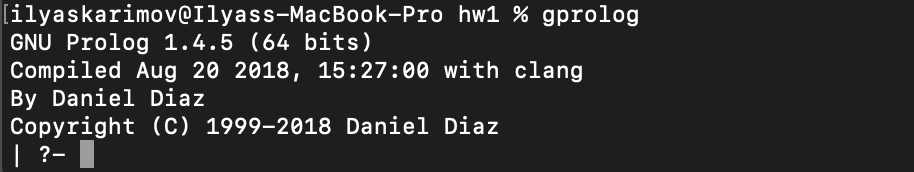 [ilyaskarimov@Ilyass-MacBook-Pro hw1 % gprolog
GNU Prolog 1.4.5 (64 bits)
Compiled Aug 20 2018, 15:27:00 with clang
By Daniel Diaz
Copyright (C) 1999-2018 Daniel Diaz
| ?-